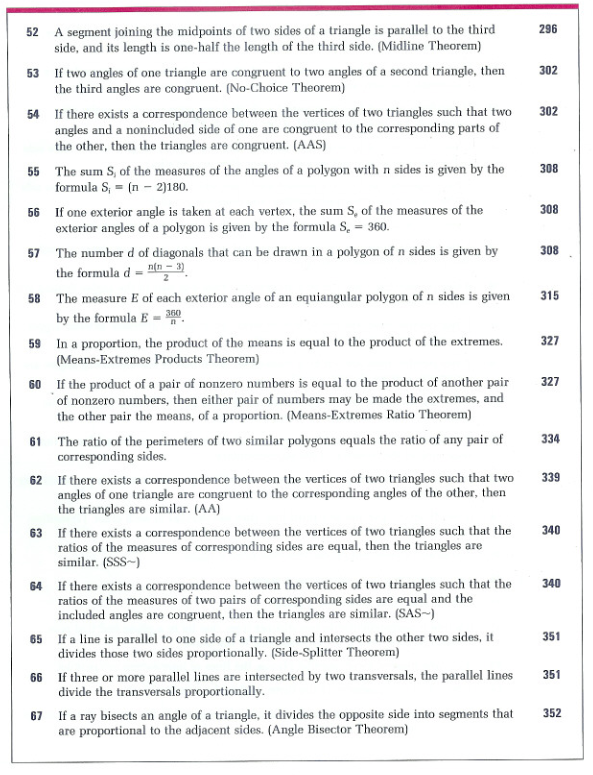 52 A segment joining the midpoints of two sides of a triangle is parallel to the third 296
side, and its length is one-half the length of the third side. (Midline Theorem)
53 If two angles of one triangle are congruent to two angles of a second triangle, then 302
the third angles are congruent. (No-Choice Theorem)
54 If there exists a correspondence between the vertices of two triangles such that two 302
angles and a nonincluded side of one are congruent to the corresponding parts of
the other, then the triangles are congruent. (AAS)
55 The sum Sᵢ of the measures of the angles of a polygon with n sides is given by the 308
formula Sᵢ = (n − 2)180.
56 If one exterior angle is taken at each vertex, the sum Sₑ of the measures of the 308
exterior angles of a polygon is given by the formula Sₑ = 360.
57 The number d of diagonals that can be drawn in a polygon of n sides is given by 308
the formula d = n(n − 3)/2.
58 The measure E of each exterior angle of an equiangular polygon of n sides is given 315
by the formula E = 360/n.
59 In a proportion, the product of the means is equal to the product of the extremes. 327
(Means-Extremes Products Theorem)
60 If the product of a pair of nonzero numbers is equal to the product of another pair 327
of nonzero numbers, then either pair of numbers may be made the extremes, and
the other pair the means, of a proportion. (Means-Extremes Ratio Theorem)
61 The ratio of the perimeters of two similar polygons equals the ratio of any pair of 334
corresponding sides.
62 If there exists a correspondence between the vertices of two triangles such that two 339
angles of one triangle are congruent to the corresponding angles of the other, then
the triangles are similar. (AA)
63 If there exists a correspondence between the vertices of two triangles such that the 340
ratios of the measures of corresponding sides are equal, then the triangles are
similar. (SSS~)
64 If there exists a correspondence between the vertices of two triangles such that the 340
ratios of the measures of two pairs of corresponding sides are equal and the
included angles are congruent, then the triangles are similar. (SAS~)
65 If a line is parallel to one side of a triangle and intersects the other two sides, it 351
divides those two sides proportionally. (Side-Splitter Theorem)
66 If three or more parallel lines are intersected by two transversals, the parallel lines 351
divide the transversals proportionally.
67 If a ray bisects an angle of a triangle, it divides the opposite side into segments that 352
are proportional to the adjacent sides. (Angle Bisector Theorem)